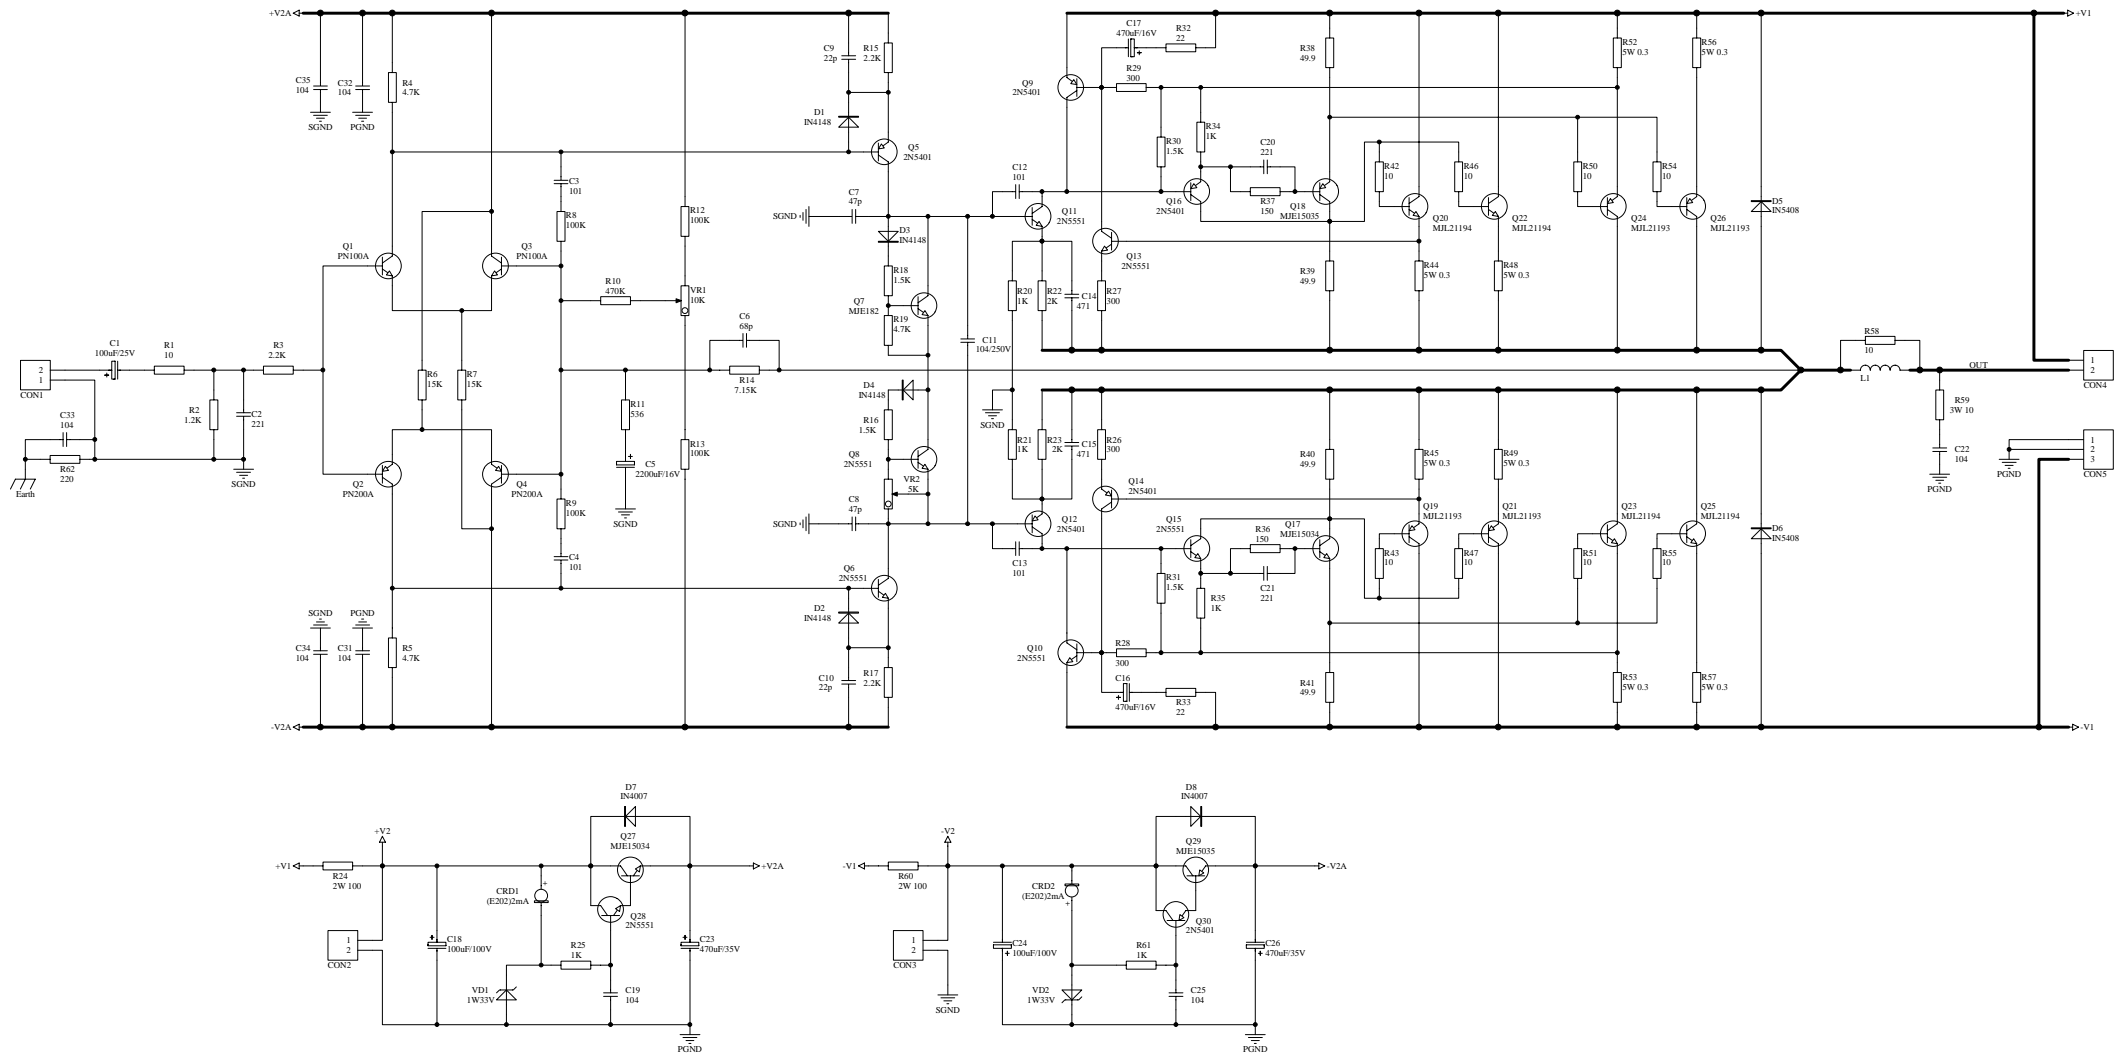 +V2A
C35
104
SGND
C32
104
PGND
R4
4.7K
C9
22p
R15
2.2K
D1
IN4148
Q5
2N5401
C3
101
R8
100K
R12
100K
C7
47p
SGND
D3
IN4148
R18
1.5K
Q7
MJE182
R19
4.7K
Q1
PN100A
Q3
PN100A
R10
470K
VR1
10K
C6
68p
R14
7.15K
C11
104/250V
C1
100uF/25V
R1
10
R3
2.2K
2
1
CON1
C33
104
R62
220
Earth
R2
1.2K
C2
221
SGND
R6
15K
R7
15K
R11
536
C5
2200uF/16V
SGND
R13
100K
D4
IN4148
R16
1.5K
Q8
2N5551
VR2
5K
C8
47p
SGND
Q2
PN200A
Q4
PN200A
R9
100K
C4
101
Q6
2N5551
D2
IN4148
C10
22p
R17
2.2K
SGND
C34
104
PGND
C31
104
R5
4.7K
-V2A
C17
470uF/16V
R32
22
R29
300
Q9
2N5401
R38
49.9
R52
5W 0.3
R56
5W 0.3
+V1
R34
1K
R30
1.5K
C20
221
C12
101
Q11
2N5551
Q16
2N5401
R37
150
Q18
MJE15035
R42
10
R46
10
Q20
MJL21194
Q22
MJL21194
R50
10
R54
10
Q24
MJL21193
Q26
MJL21193
D5
IN5408
Q13
2N5551
R20
1K
R22
2K
C14
471
R27
300
R39
49.9
R44
5W 0.3
R48
5W 0.3
R58
10
L1
OUT
1
2
CON4
R59
3W 10
C22
104
PGND
1
2
3
CON5
PGND
SGND
R21
1K
R23
2K
C15
471
R26
300
R40
49.9
R45
5W 0.3
R49
5W 0.3
Q14
2N5401
Q12
2N5401
C13
101
Q15
2N5551
R36
150
Q17
MJE15034
C21
221
R31
1.5K
R35
1K
Q19
MJL21193
Q21
MJL21193
R43
10
R47
10
Q23
MJL21194
Q25
MJL21194
R51
10
R55
10
D6
IN5408
Q10
2N5551
R28
300
C16
470uF/16V
R33
22
R41
49.9
R53
5W 0.3
R57
5W 0.3
-V1
D7
IN4007
+V2
Q27
MJE15034
+V1
R24
2W 100
+V2A
CRD1
(E202)2mA
Q28
2N5551
1
2
CON2
C18
100uF/100V
R25
1K
C23
470uF/35V
VD1
1W33V
C19
104
PGND
D8
IN4007
-V2
Q29
MJE15035
-V1
R60
2W 100
-V2A
CRD2
(E202)2mA
Q30
2N5401
1
2
CON3
C24
100uF/100V
R61
1K
C26
470uF/35V
SGND
VD2
1W33V
C25
104
PGND